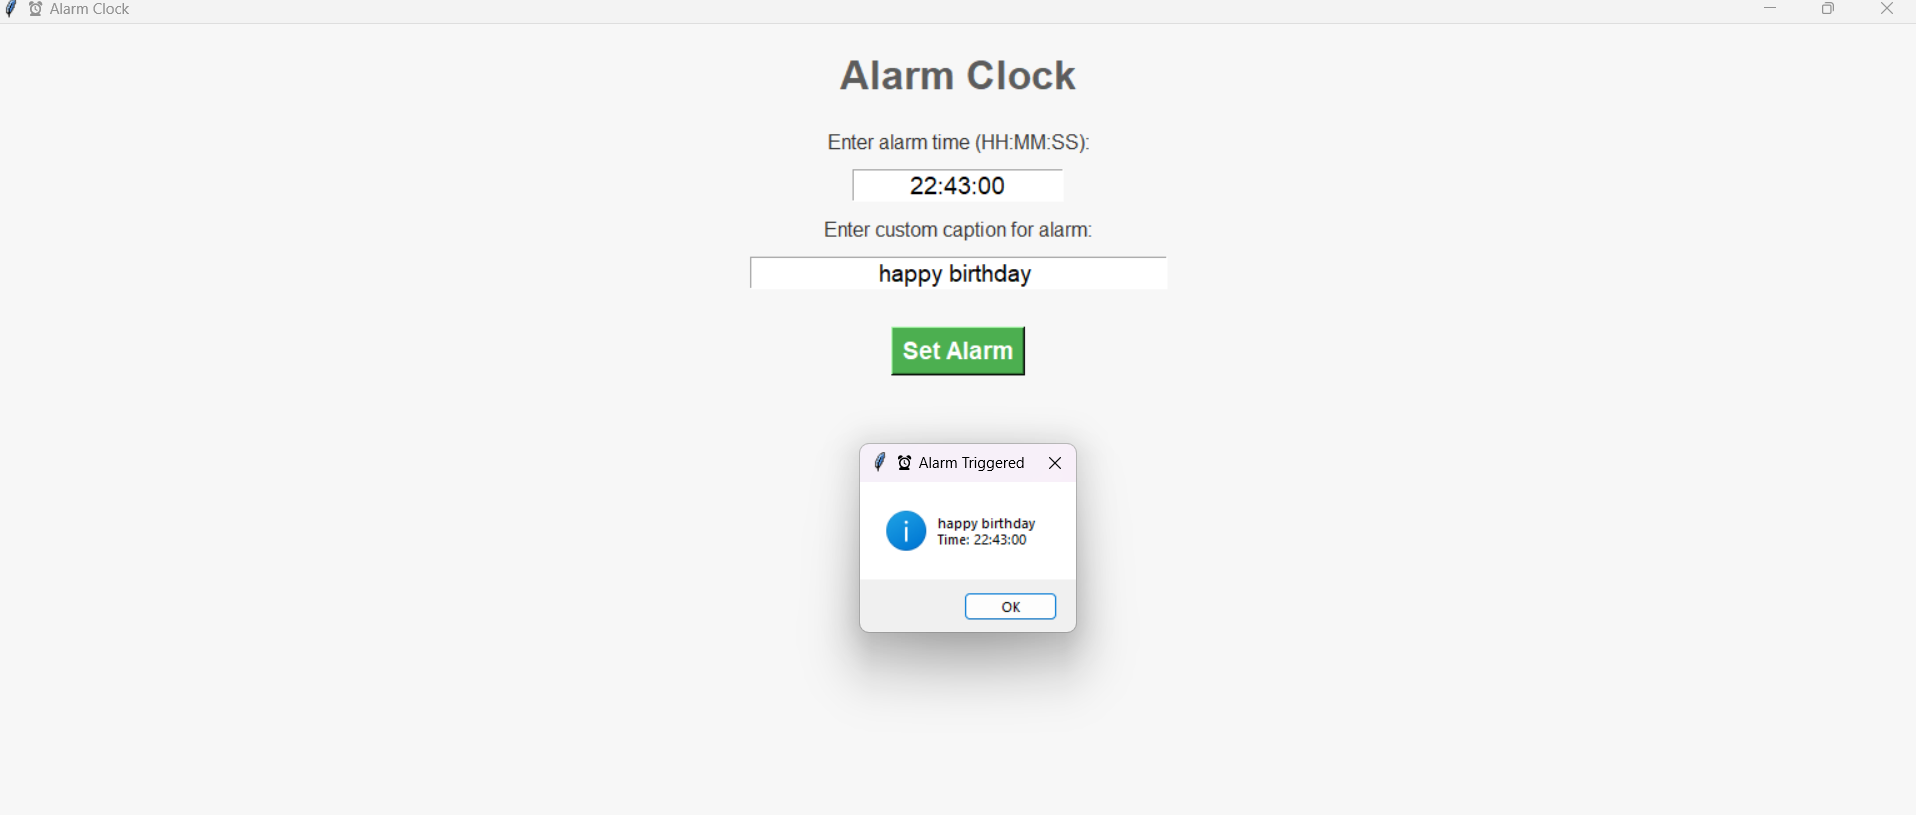 ⏰ Alarm Clock
Alarm Clock
Enter alarm time (HH:MM:SS):
22:43:00
Enter custom caption for alarm:
happy birthday
Set Alarm
⏰ Alarm Triggered
happy birthday
Time: 22:43:00
OK